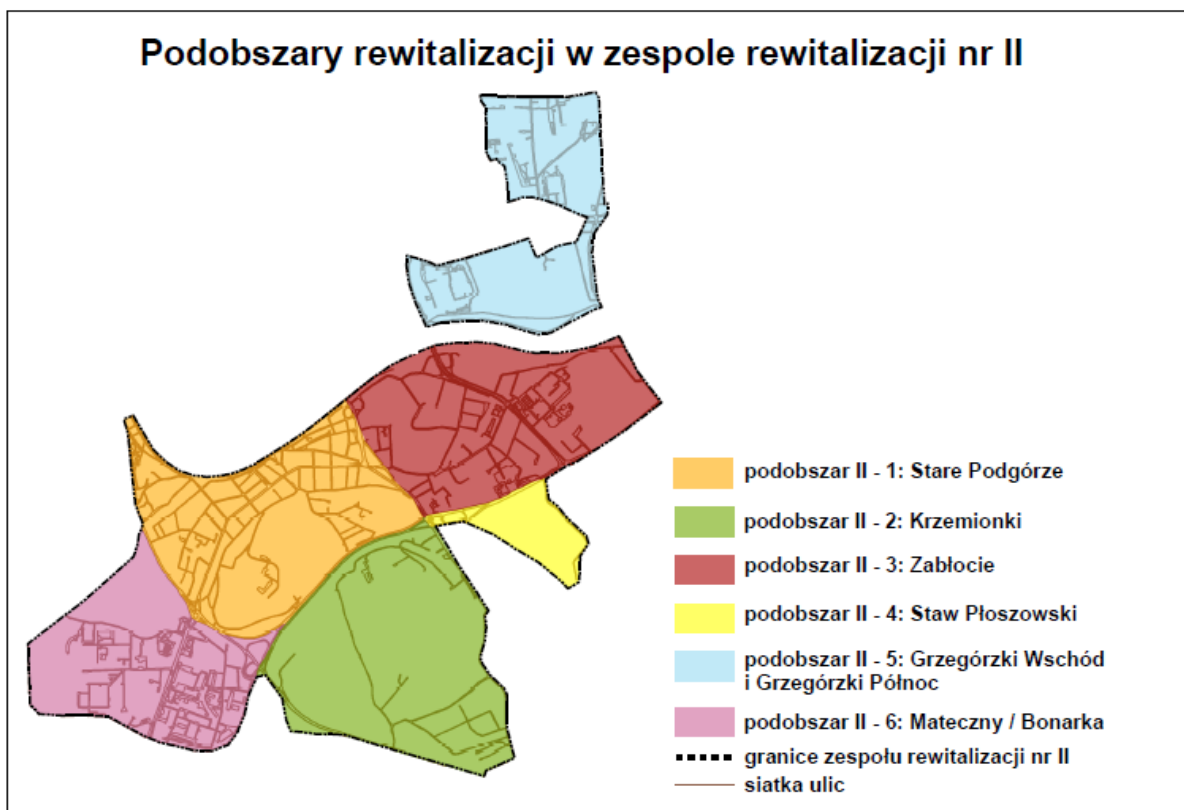 Podobszary rewitalizacji w zespole rewitalizacji nr II
podobszar II - 1: Stare Podgórze
podobszar II - 2: Krzemionki
podobszar II - 3: Zabłocie
podobszar II - 4: Staw Płoszowski
podobszar II - 5: Grzegórzki Wschód
i Grzegórzki Północ
podobszar II - 6: Mateczny / Bonarka
granice zespołu rewitalizacji nr II
siatka ulic